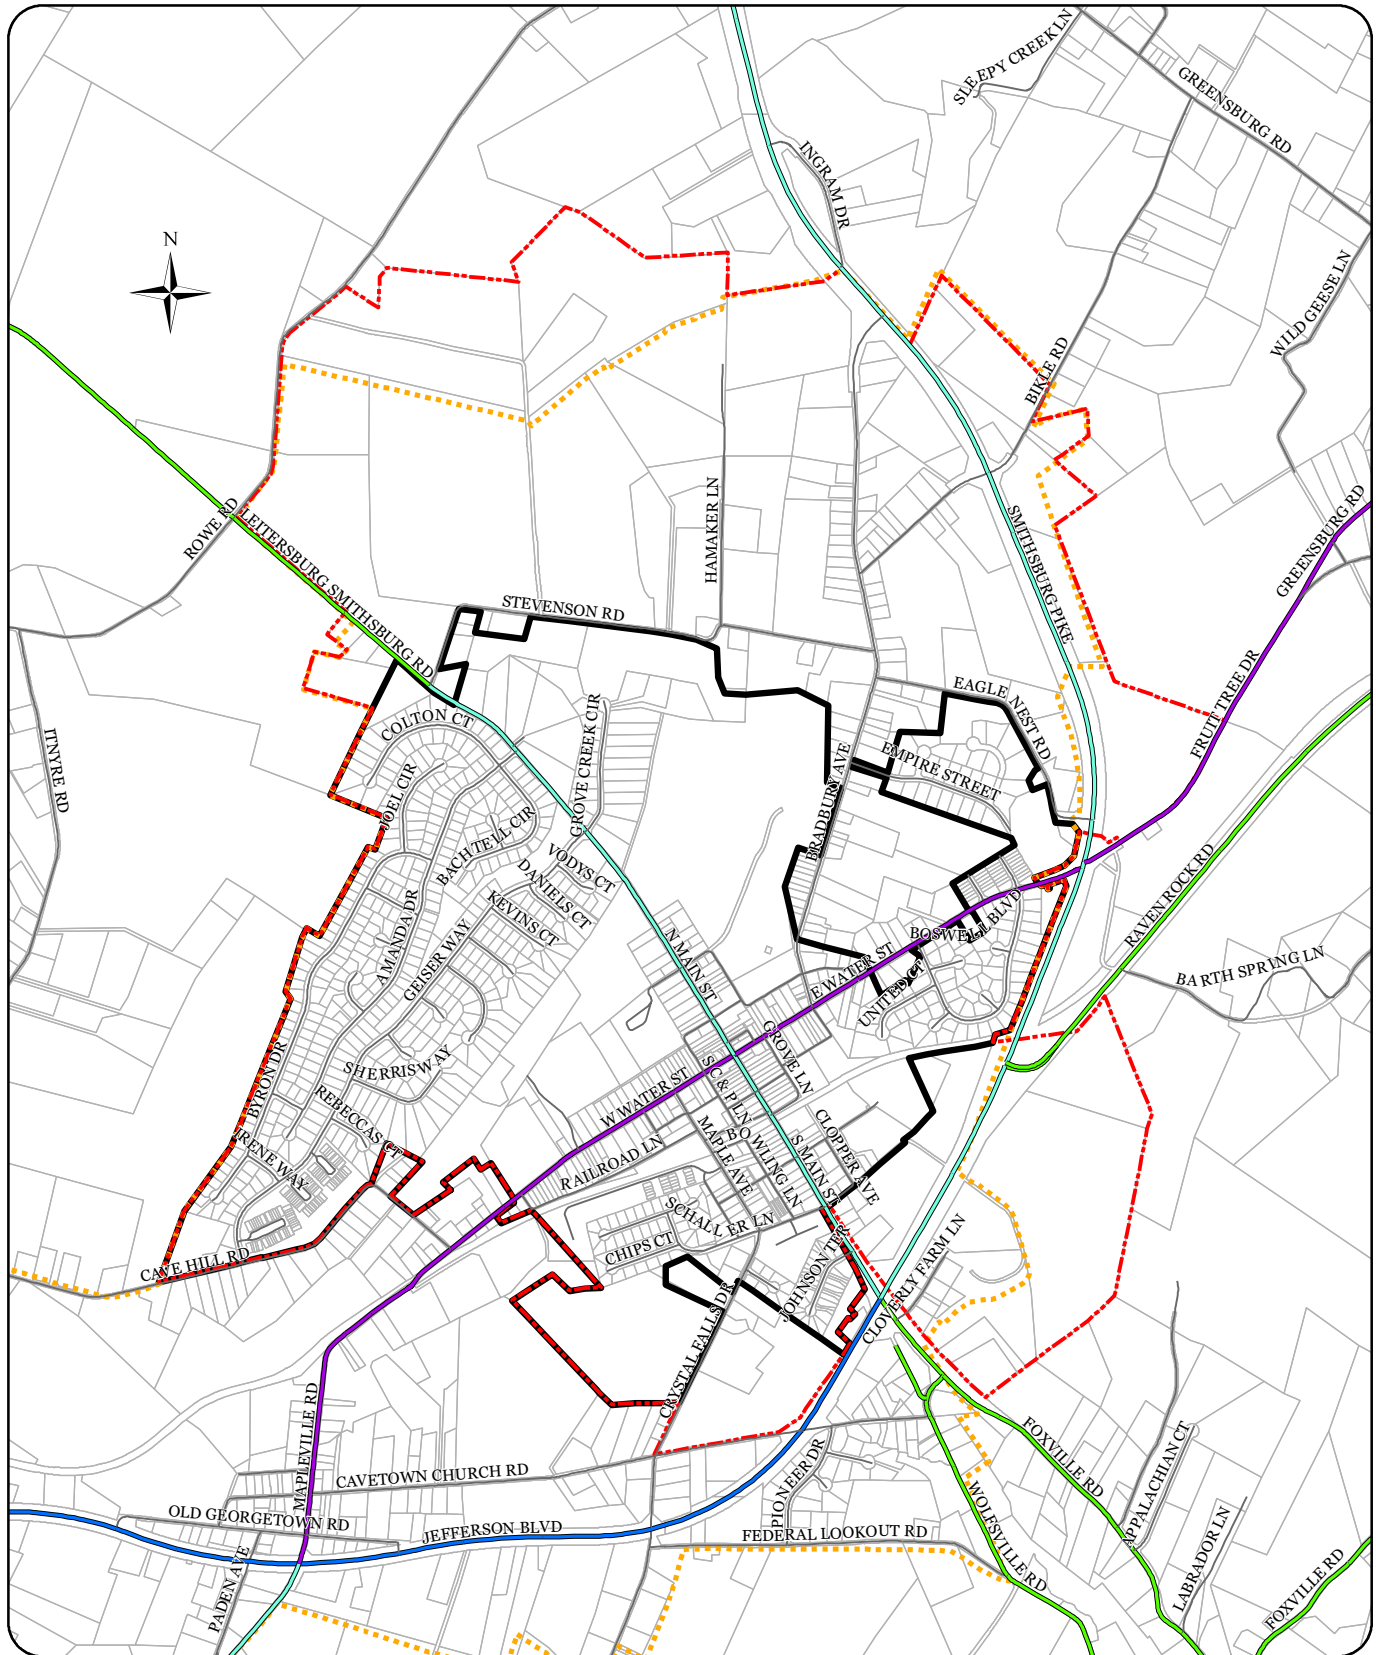 SLEEPY CREEK LN
GREENSBURG RD
INGRAM DR
N
WILD GEESE LN
BIKLE RD
ROWE RD
LEITERSBURG SMITHSBURG RD
HAMAKER LN
SMITHSBURG PIKE
GREENSBURG RD
STEVENSON RD
FRUIT TREE DR
EAGLE NEST RD
COLTON CT
GROVE CREEK CIR
ITNYRE RD
EMPIRE STREET
JOEL CIR
BRADBURY AVE
BACHTELL CIR
VODYS CT
DANIELS CT
KEVINS CT
RAVEN ROCK RD
AMANDA DR
GEISER WAY
BOSWELL BLVD
N MAIN ST
E WATER ST
UNITED CT
BARTH SPRING LN
GROVE LN
BYRON DR
SHERRIS WAY
S C & P LN
W WATER ST
REBECCAS CT
IRENE WAY
RAILROAD LN
MAPLE AVE
BOWLING LN
S MAIN ST
CLOPPER AVE
SCHALLER LN
CHIPS CT
JOHNSON TER
CLOVERLY FARM LN
CAVE HILL RD
CRYSTAL FALLS DR
MAPLEVILLE RD
CAVETOWN CHURCH RD
PIONEER DR
FOXVILLE RD
APPALACHIAN CT
OLD GEORGETOWN RD
JEFFERSON BLVD
FEDERAL LOOKOUT RD
WOLFSVILLE RD
LABRADOR LN
PADEN AVE
FOXVILLE RD